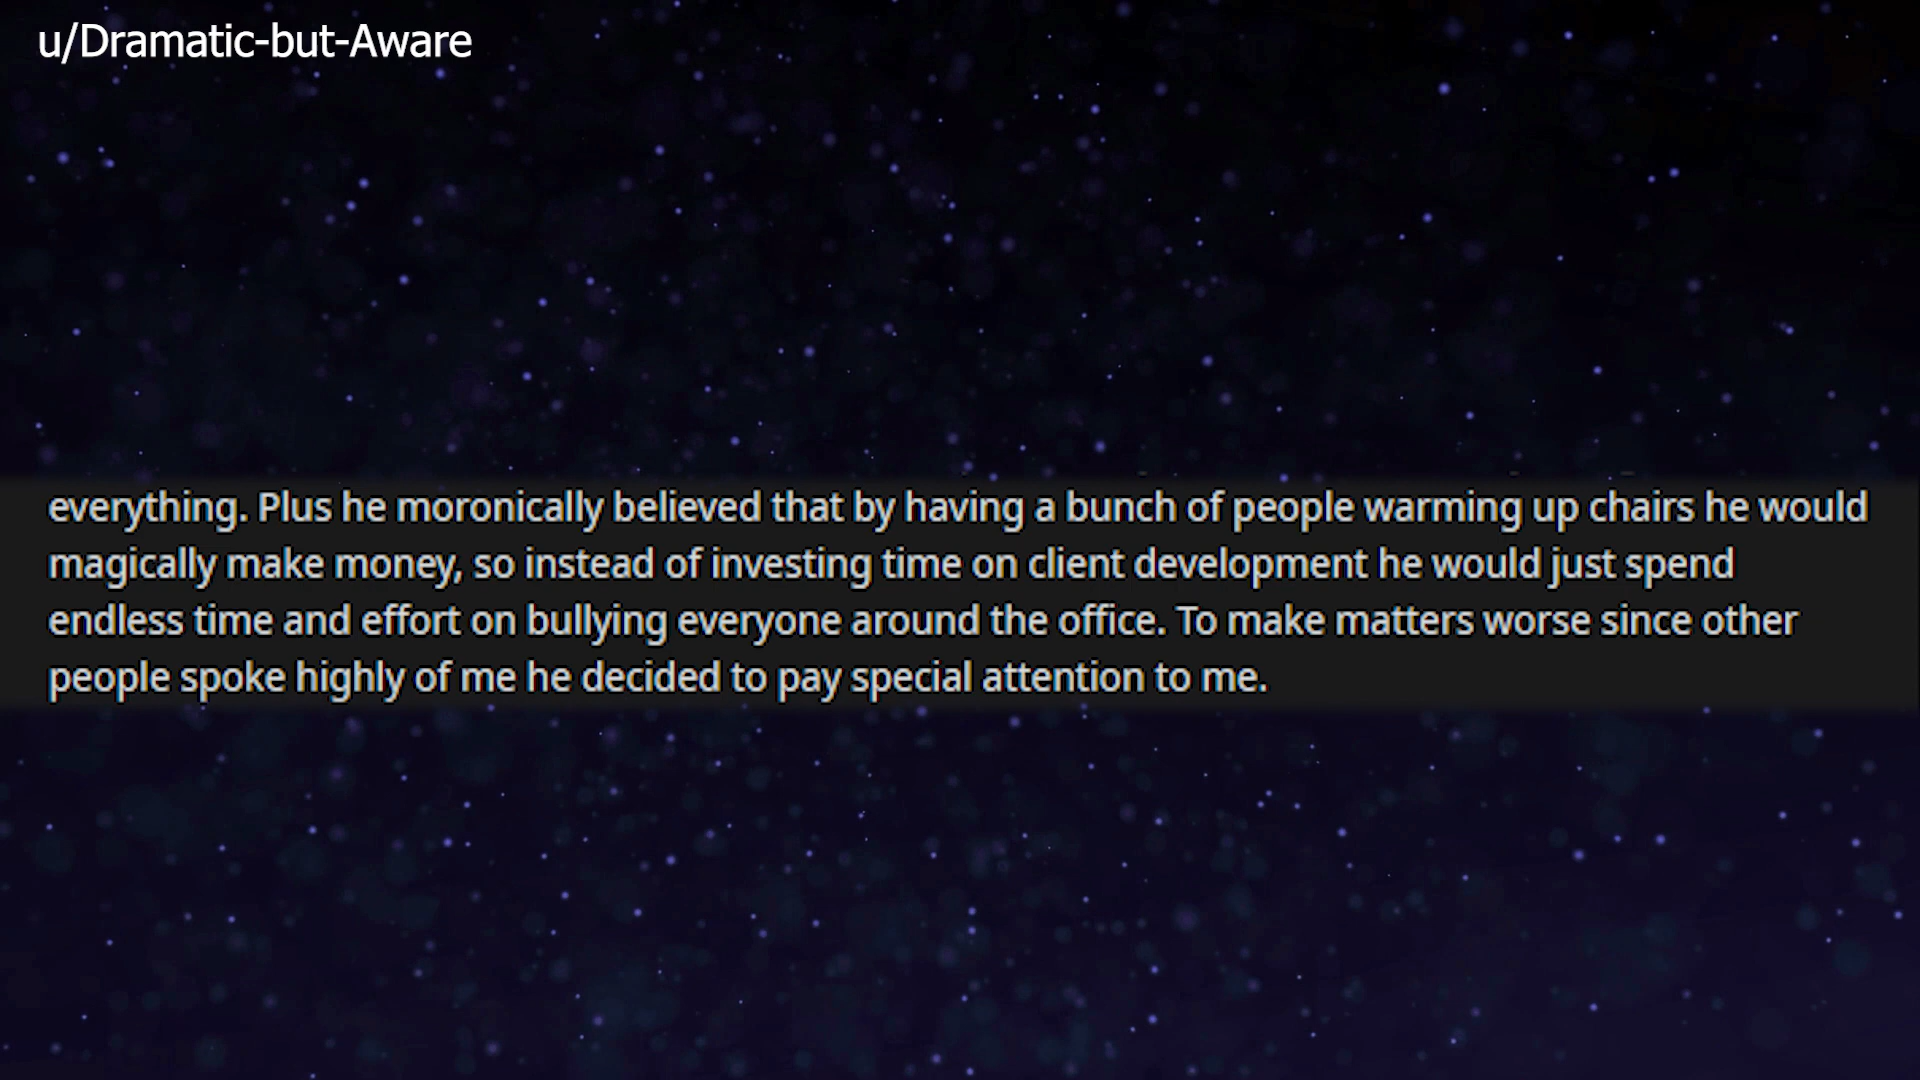 u/Dramatic-but-Aware
everything. Plus he moronically believed that by having a bunch of people warming up chairs he would
magically make money, so instead of investing time on client development he would just spend
endless time and effort on bullying everyone around the office. To make matters worse since other
people spoke highly of me he decided to pay special attention to me.